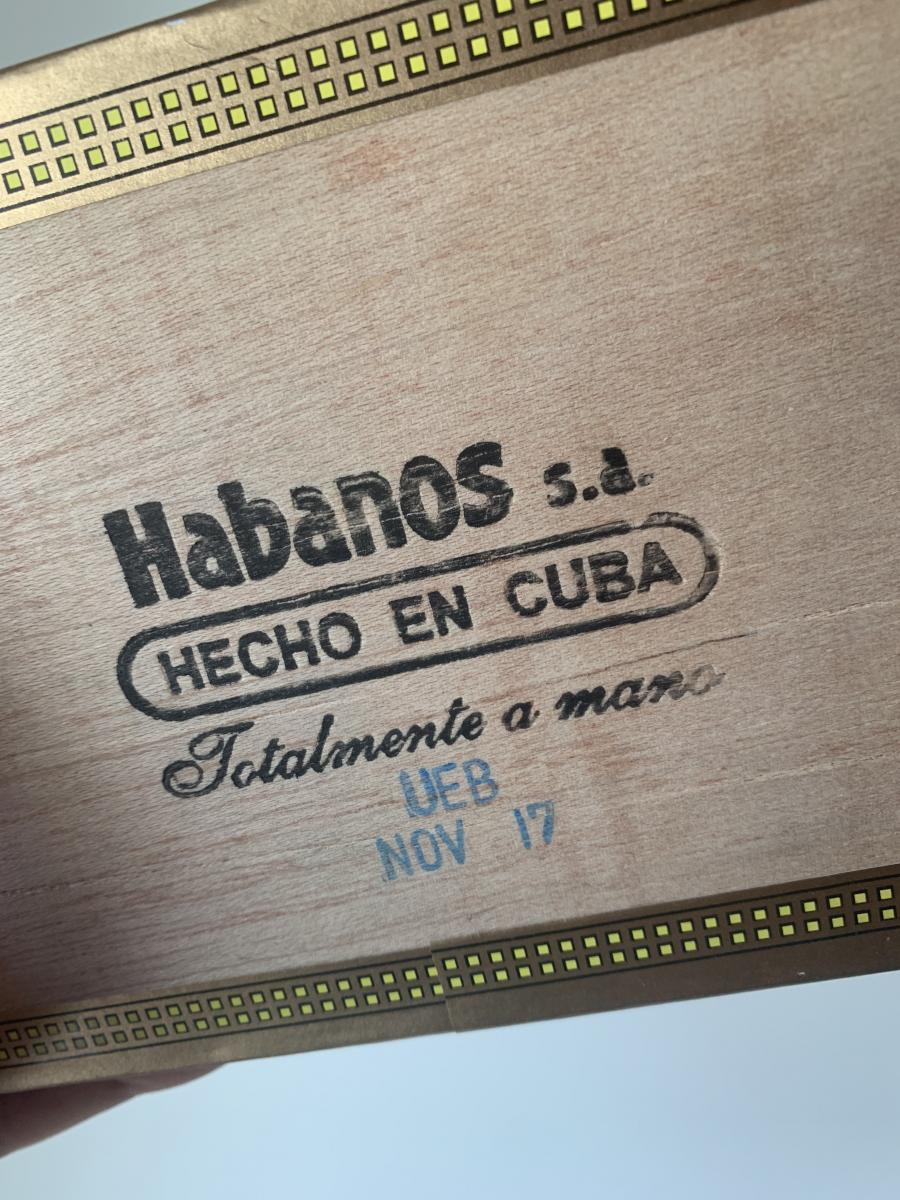 Habanos s.a.
HECHO EN CUBA
Totalmente a mano
UEB
NOV 17